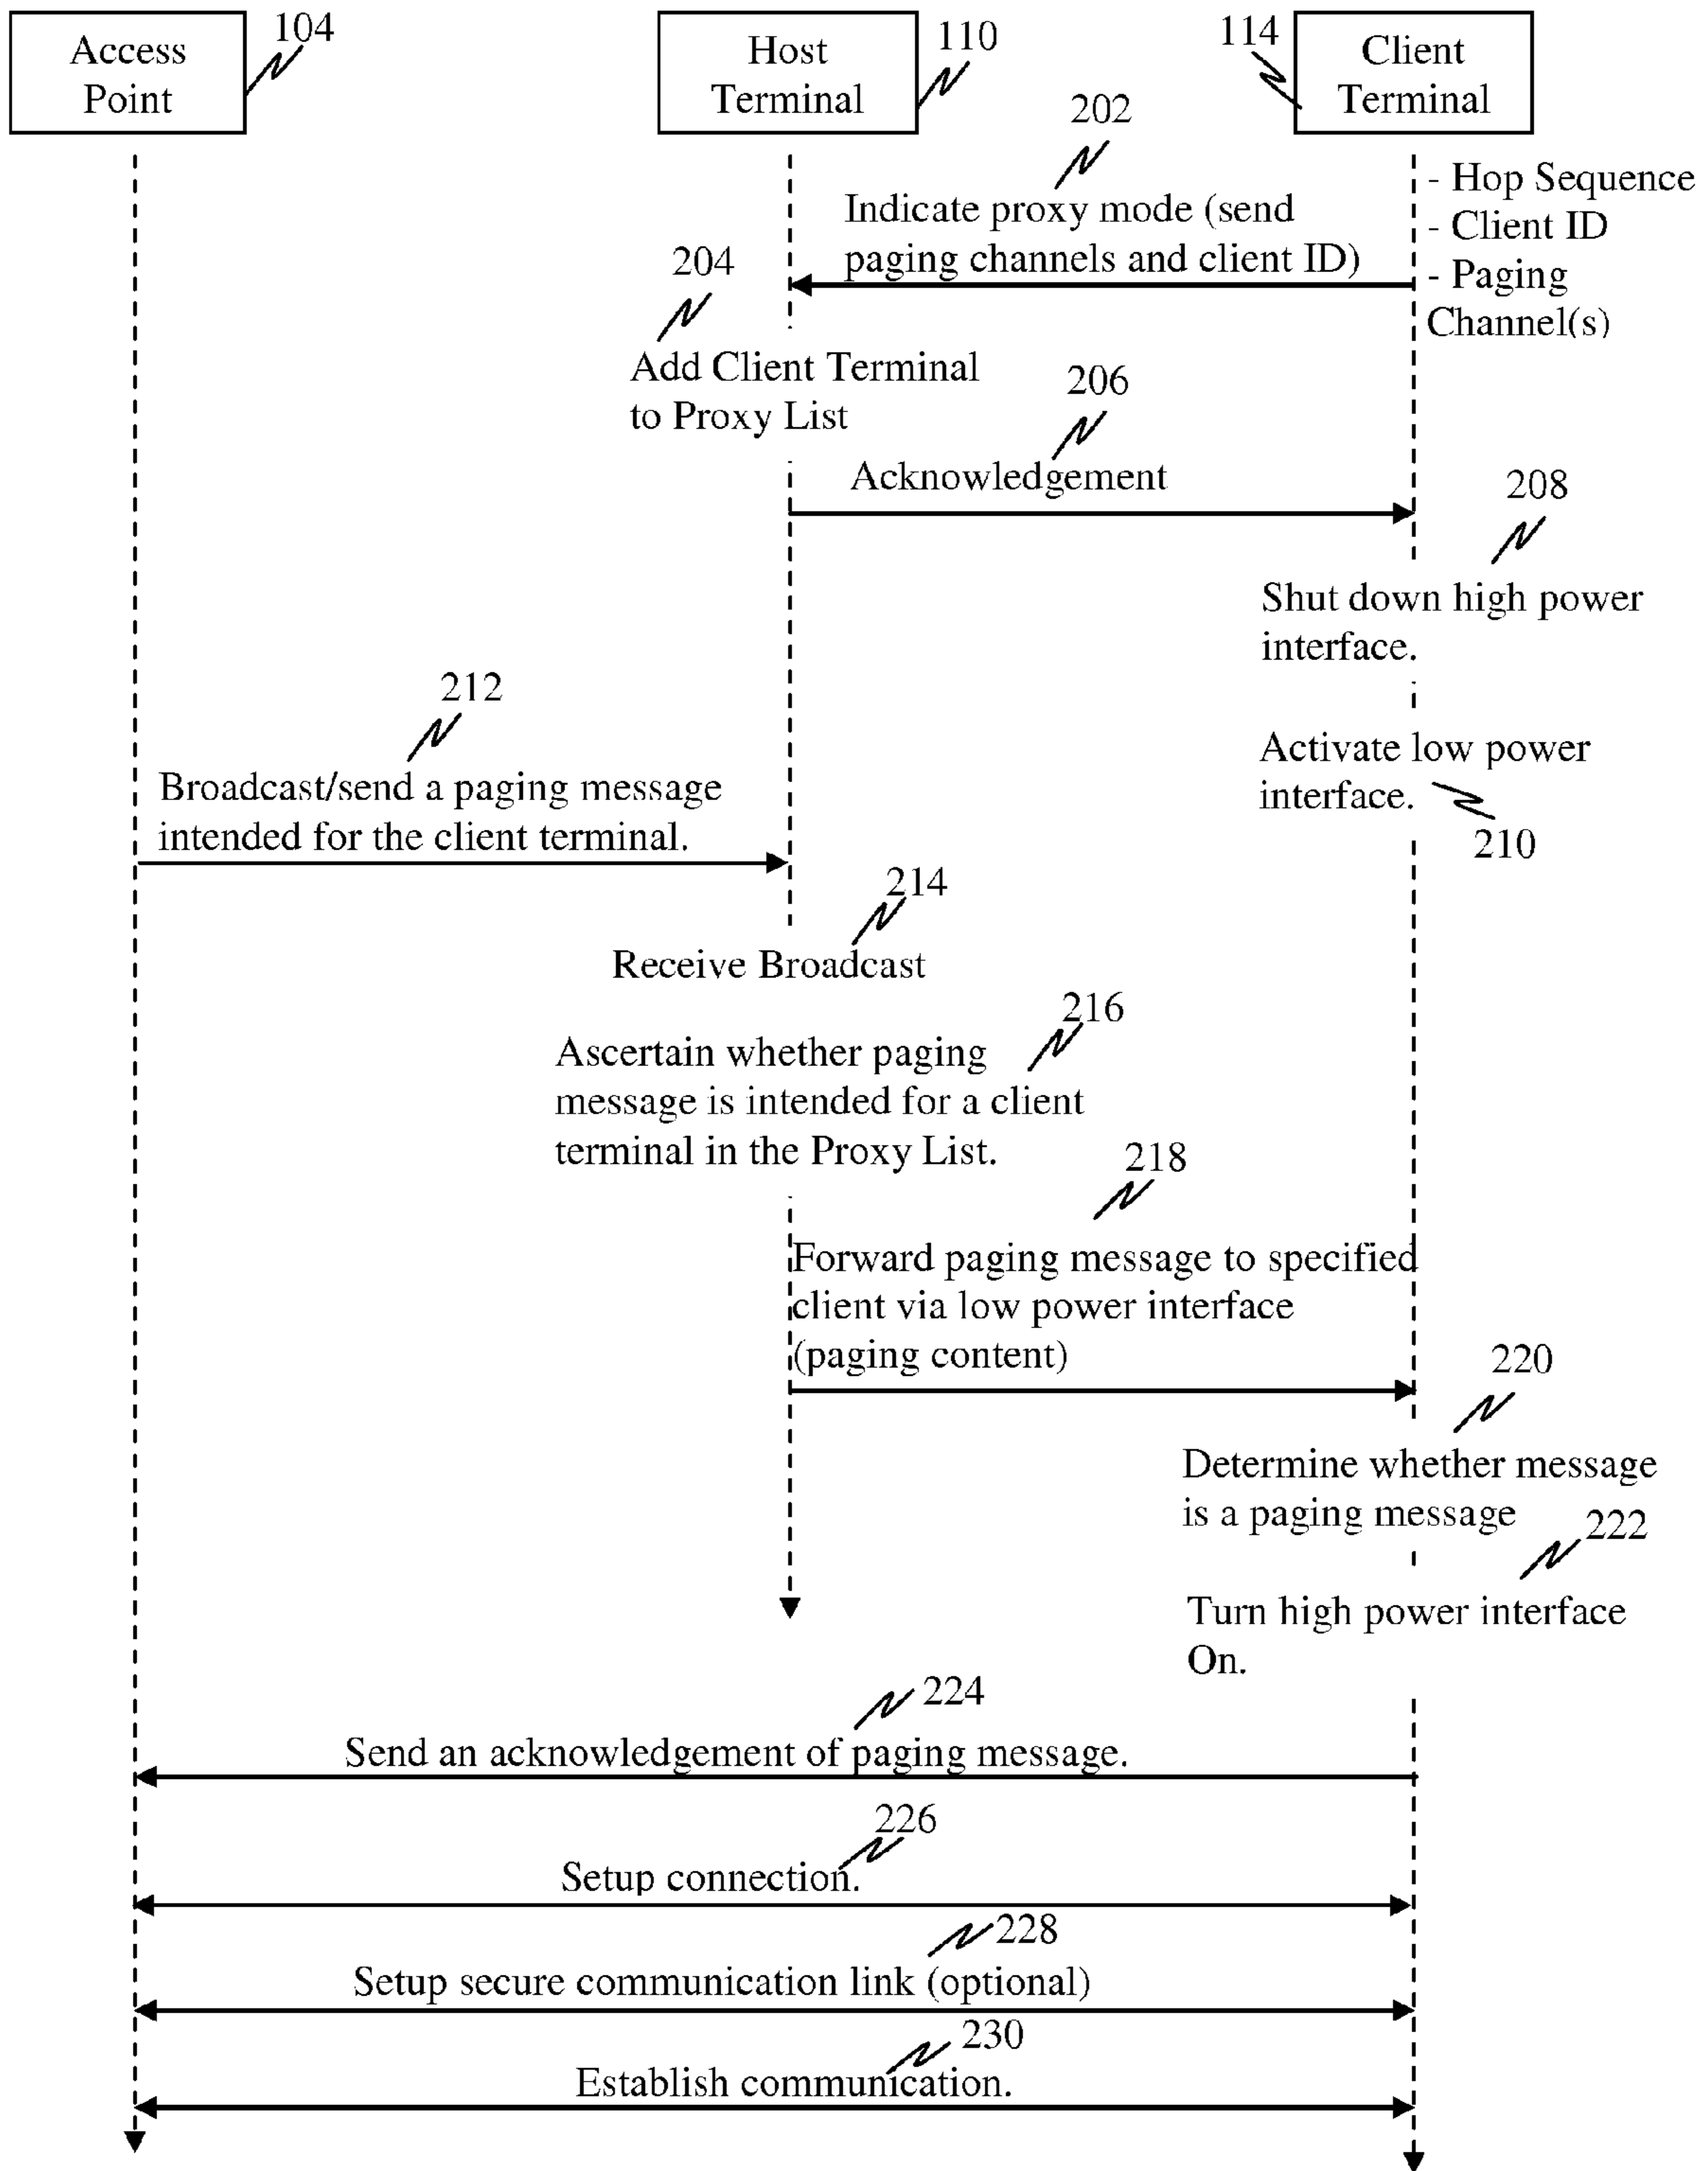 Access
Point
104
Host
Terminal
110
114
Client
Terminal
202
- Hop Sequence
- Client ID
- Paging
Channel(s)
Indicate proxy mode (send
paging channels and client ID)
204
Add Client Terminal
to Proxy List
206
Acknowledgement
208
Shut down high power
interface.
212
Activate low power
interface.
210
Broadcast/send a paging message
intended for the client terminal.
214
Receive Broadcast
216
Ascertain whether paging
message is intended for a client
terminal in the Proxy List.
218
Forward paging message to specified
client via low power interface
(paging content)
220
Determine whether message
is a paging message
222
Turn high power interface
On.
224
Send an acknowledgement of paging message.
226
Setup connection.
228
Setup secure communication link (optional)
230
Establish communication.